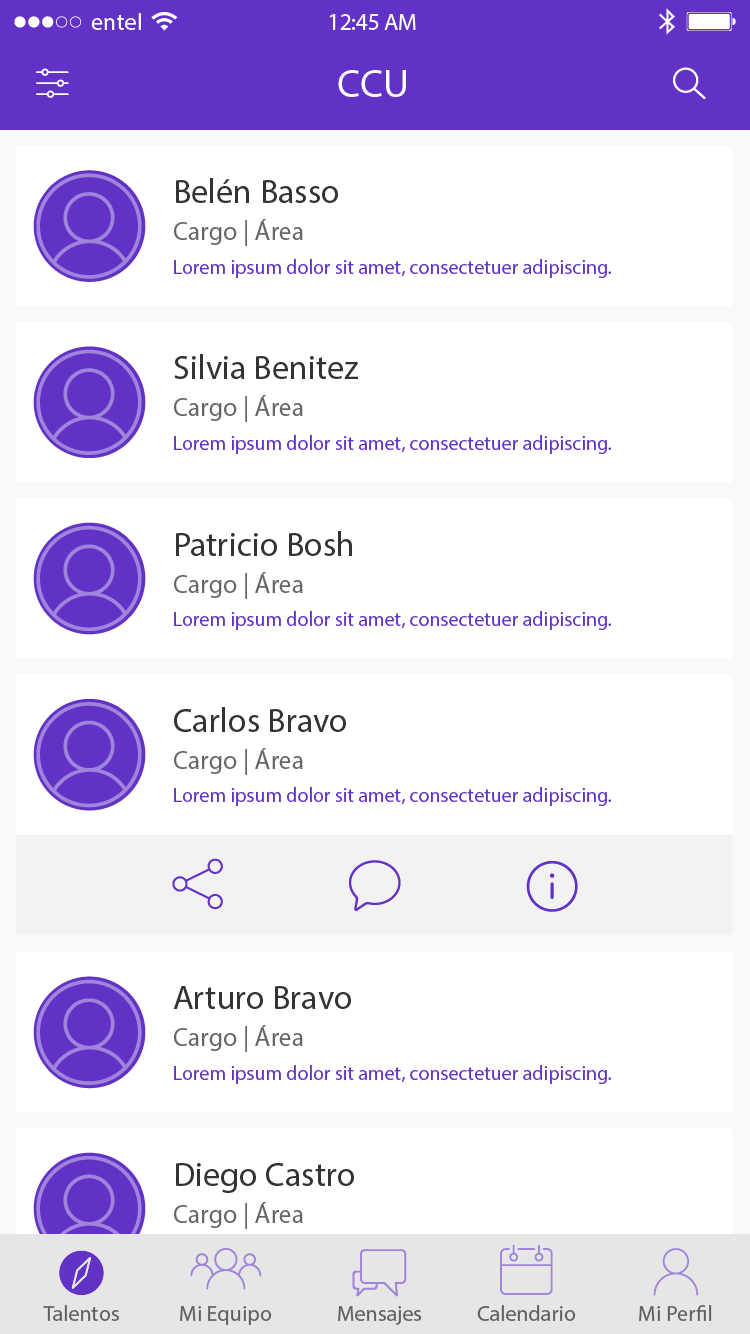 entel 12:45 AM
CCU
Belén Basso
Cargo | Área
Lorem ipsum dolor sit amet, consectetuer adipiscing.
Silvia Benitez
Cargo | Área
Lorem ipsum dolor sit amet, consectetuer adipiscing.
Patricio Bosh
Cargo | Área
Lorem ipsum dolor sit amet, consectetuer adipiscing.
Carlos Bravo
Cargo | Área
Lorem ipsum dolor sit amet, consectetuer adipiscing.
Arturo Bravo
Cargo | Área
Lorem ipsum dolor sit amet, consectetuer adipiscing.
Diego Castro
Cargo | Área
Talentos Mi Equipo Mensajes Calendario Mi Perfil